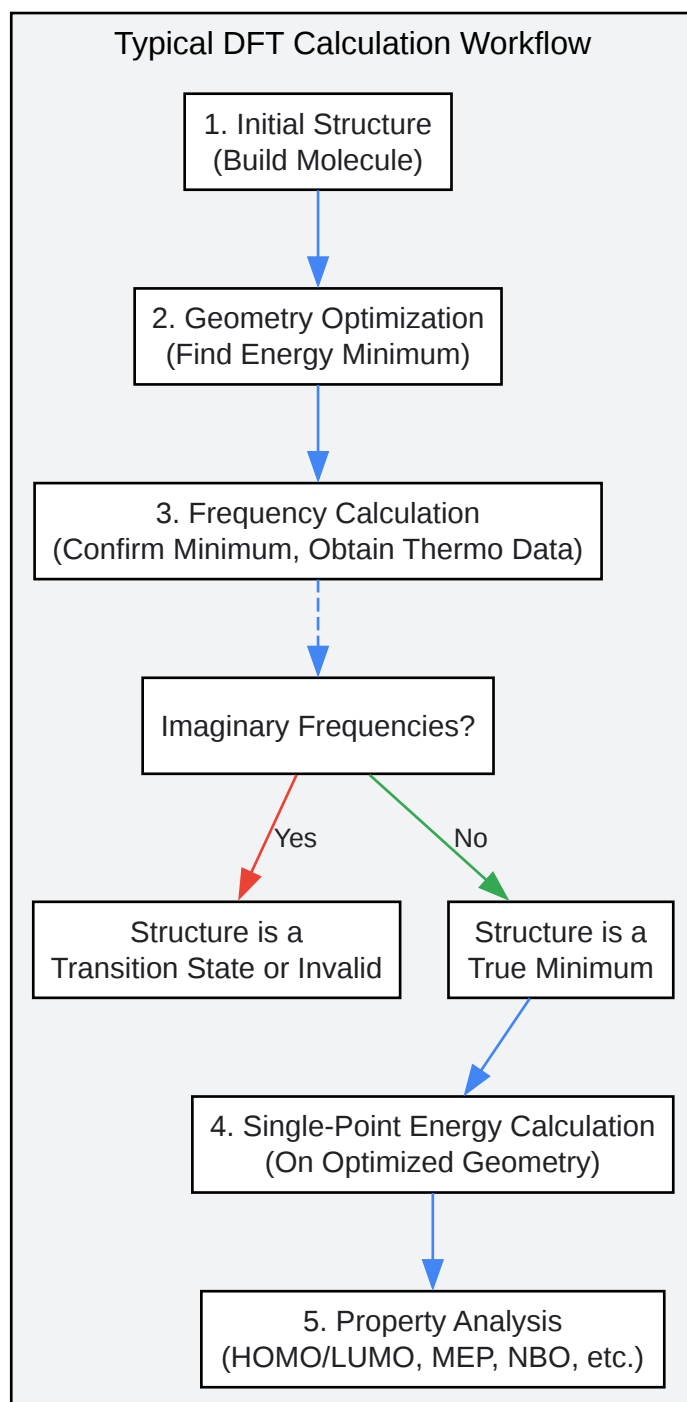 Typical DFT Calculation Workflow
1. Initial Structure
(Build Molecule)
2. Geometry Optimization
(Find Energy Minimum)
3. Frequency Calculation
(Confirm Minimum, Obtain Thermo Data)
Imaginary Frequencies?
Yes
No
Structure is a
Transition State or Invalid
Structure is a
True Minimum
4. Single-Point Energy Calculation
(On Optimized Geometry)
5. Property Analysis
(HOMO/LUMO, MEP, NBO, etc.)